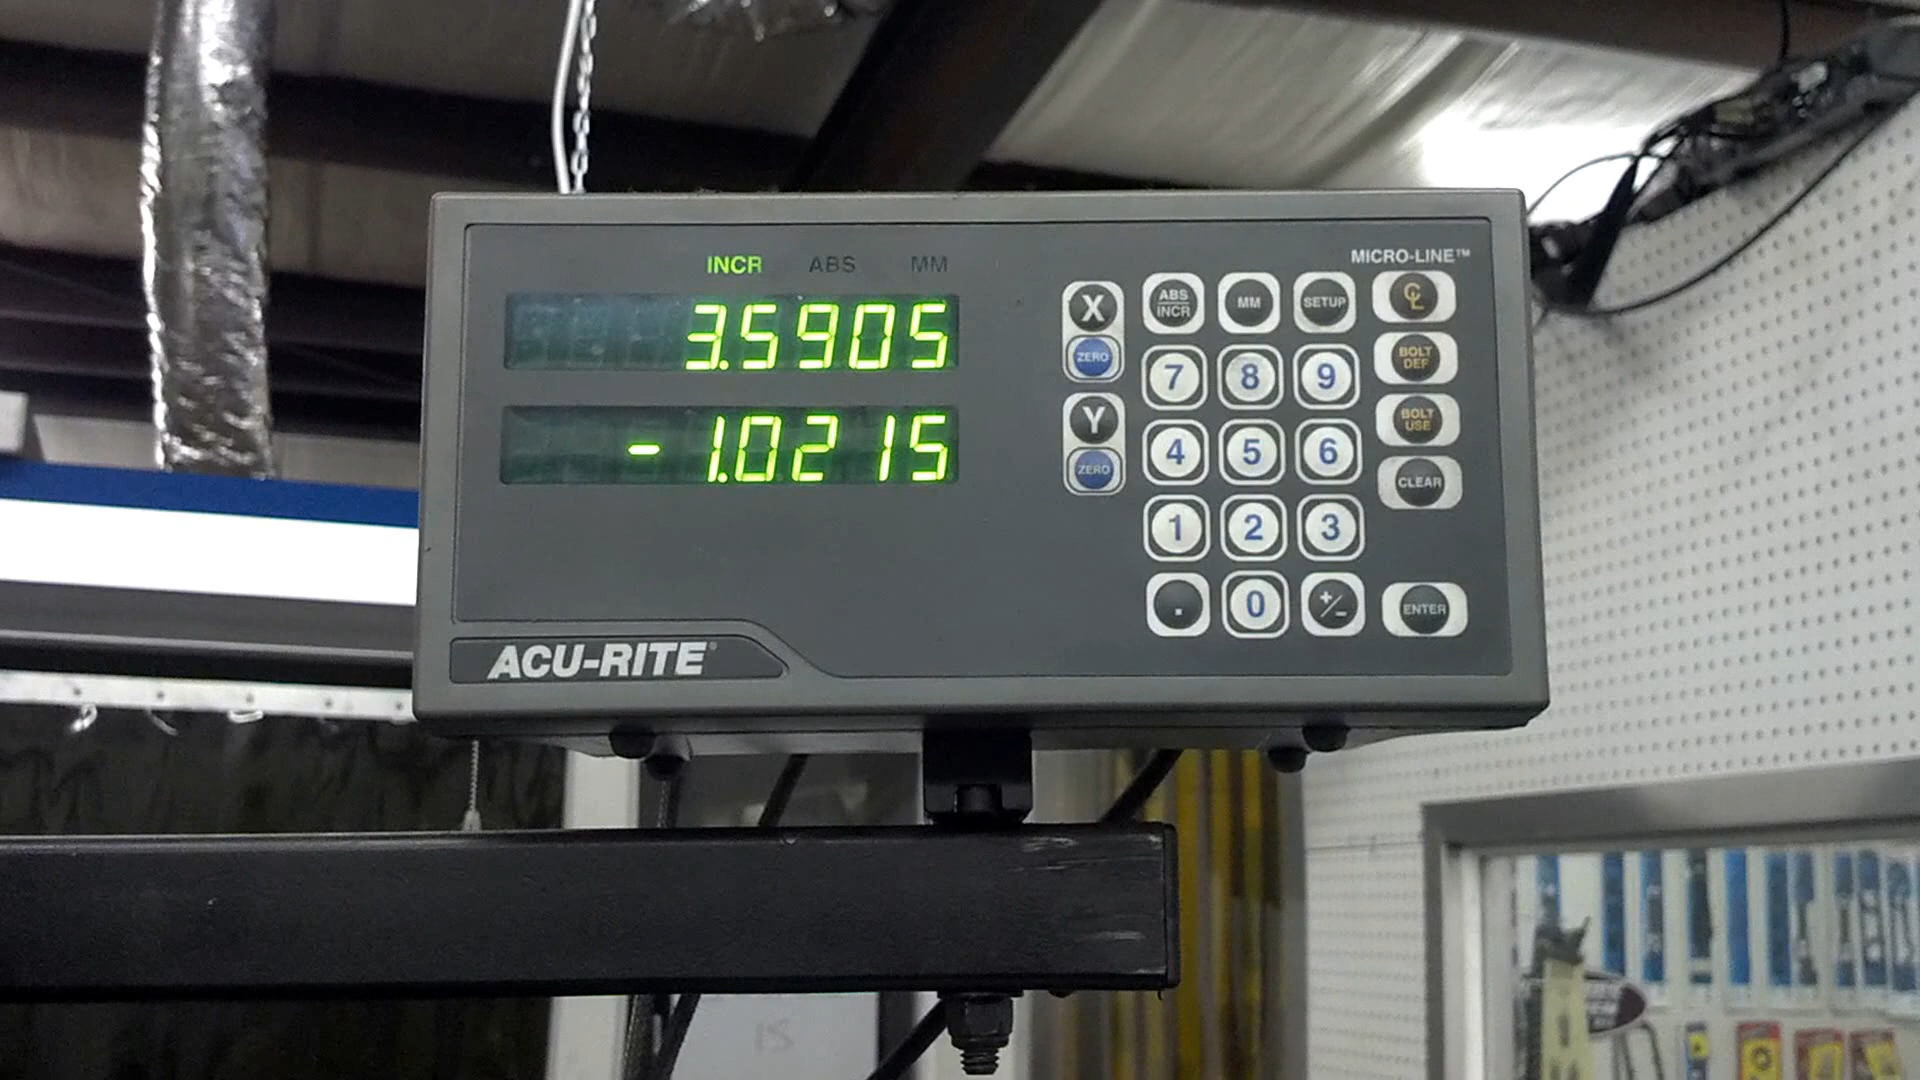 MICRO-LINE™
INCR ABS MM
3.5905
- 1.0215
X
ZERO
Y
ZERO
ABS
INCR
MM
SETUP
℄
7 8 9
BOLT
DEF
4 5 6
BOLT
USE
CLEAR
1 2 3
. 0 +/-
ENTER
ACU-RITE®
15